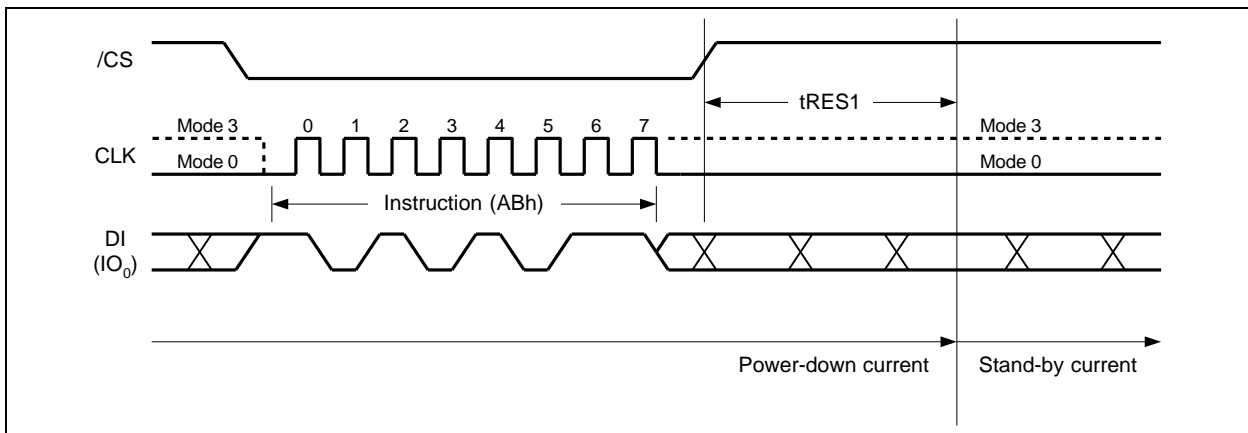 /CS
tRES1
Mode 3
0 1 2 3 4 5 6 7
Mode 3
CLK
Mode 0
Mode 0
Instruction (ABh)
DI
(IO₀)
Power-down current
Stand-by current